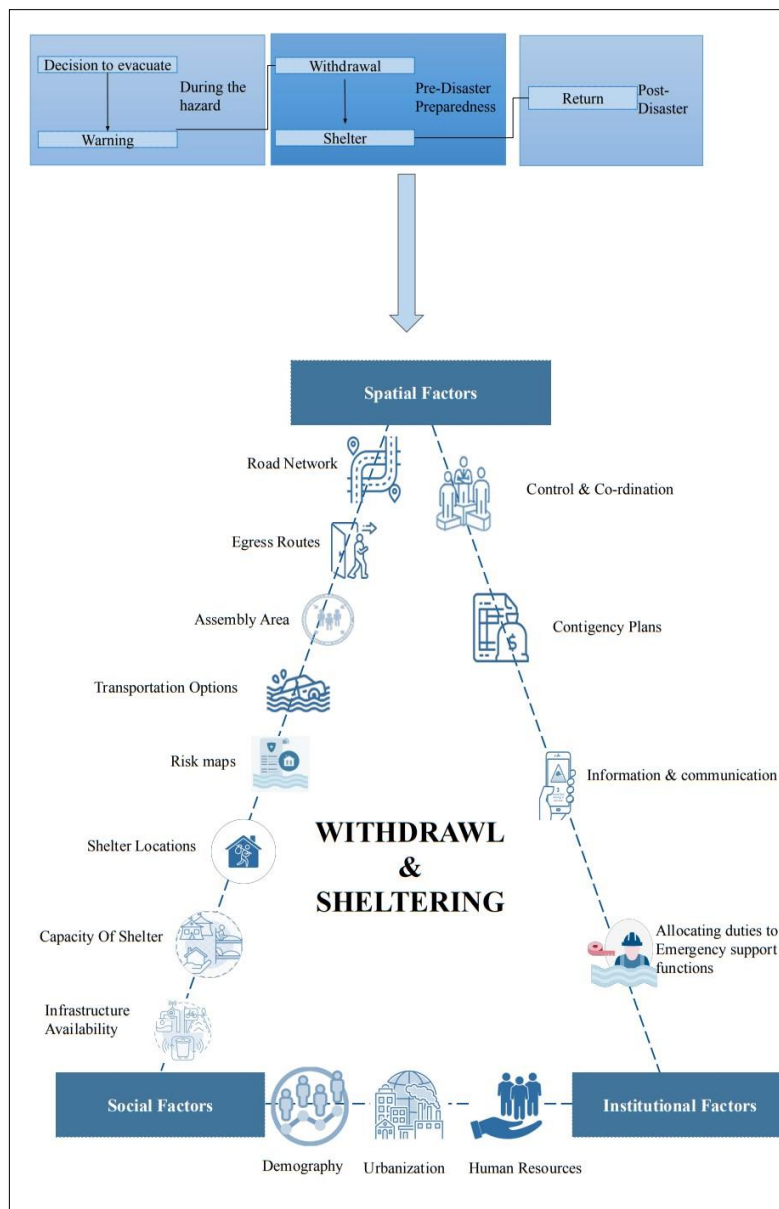 Decision to evacuate
During the
hazard
Warning
Withdrawal
Pre-Disaster
Preparedness
Shelter
Return
Post-
Disaster
Spatial Factors
Road Network
Control & Co-rdination
Egress Routes
Assembly Area
Contigency Plans
Transportation Options
Risk maps
Information & communication
Shelter Locations
WITHDRAWL
&
SHELTERING
Capacity Of Shelter
Allocating duties to
Emergency support
functions
Infrastructure
Availability
Social Factors
Institutional Factors
Demography
Urbanization
Human Resources